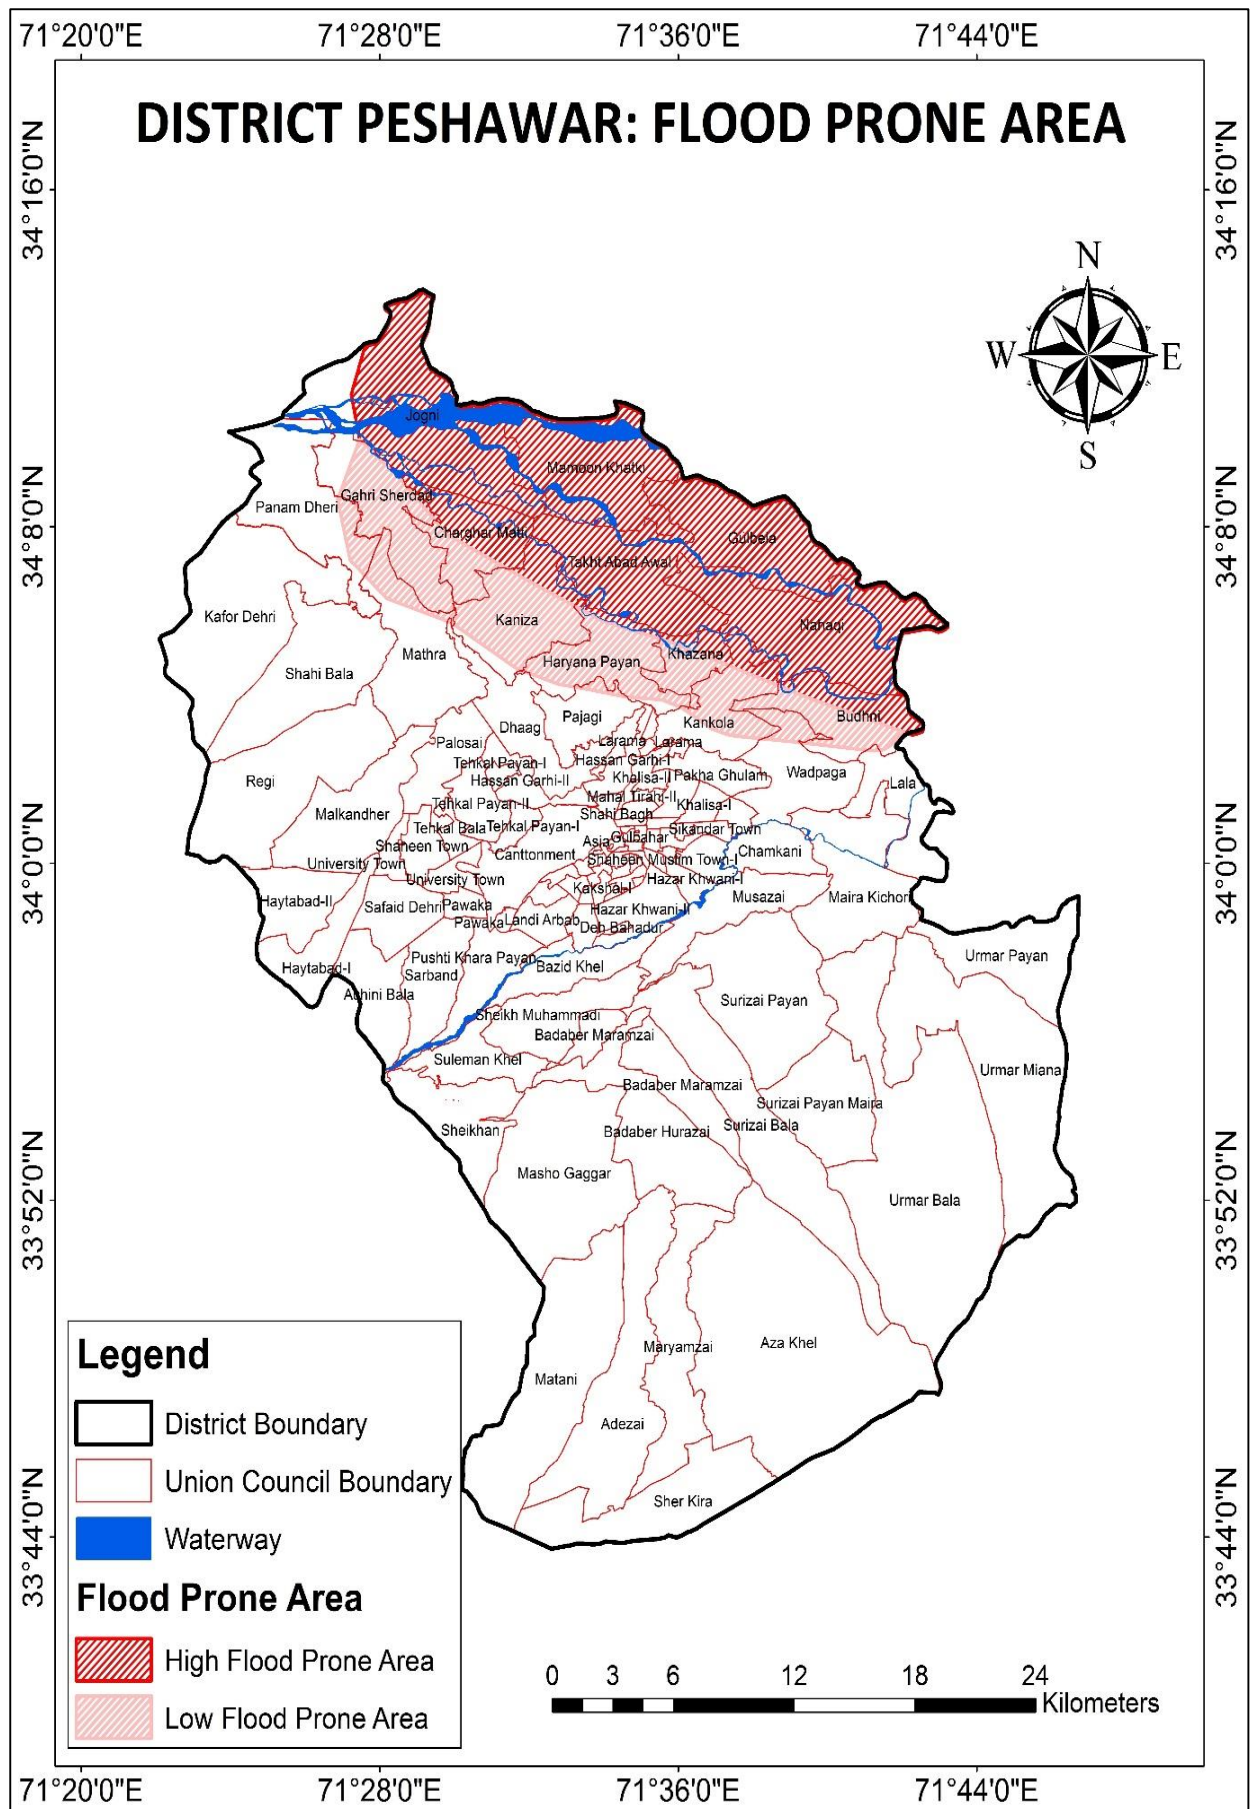 71°20'0"E 71°28'0"E 71°36'0"E 71°44'0"E
DISTRICT PESHAWAR: FLOOD PRONE AREA
34°16'0"N 34°16'0"N
N
W E
S
Jogni
Mamoon Khatki
Gahri Sherdad
Panam Dheri
34°8'0"N 34°8'0"N
Charghar Matti
Gulbela
Takht Abad Awal
Kafor Dehri
Kaniza
Nahaqi
Mathra
Khazana
Haryana Payan
Shahi Bala
Pajagi
Budhni
Kankola
Dhaag
Palosai
Larama Larama
Tehkal Payan-I
Hassan Garhi-I
Regi
Hassan Garhi-II
Khalisa-II Pakha Ghulam
Wadpaga
Lala
Mahal Tirahi-II
Tehkal Payan-II
Khalisa-I
Malkandher
Shahi Bagh
Tehkal Bala Tehkal Payan-I
Sikandar Town
34°0'0"N 34°0'0"N
Asia Gulbahar
Shaheen Town
Canttonment
Chamkani
University Town
Shaheen Muslim Town-I
University Town
Hazar Khwani-I
Kakshal-I
Haytabad-II
Musazai
Maira Kichori
Safaid Dehri Pawaka
Hazar Khwani-II
Pawaka Landi Arbab
Deh Bahadur
Pushti Khara Payan
Urmar Payan
Haytabad-I
Sarband
Bazid Khel
Achini Bala
Surizai Payan
Sheikh Muhammadi
Badaber Maramzai
Suleman Khel
Urmar Miana
Badaber Maramzai
Surizai Payan Maira
Sheikhan
Badaber Hurazai
Surizai Bala
Masho Gaggar
33°52'0"N 33°52'0"N
Urmar Bala
Maryamzai
Aza Khel
Matani
Adezai
Sher Kira
33°44'0"N 33°44'0"N
Legend
District Boundary
Union Council Boundary
Waterway
Flood Prone Area
High Flood Prone Area
Low Flood Prone Area
0 3 6 12 18 24
Kilometers
71°20'0"E 71°28'0"E 71°36'0"E 71°44'0"E